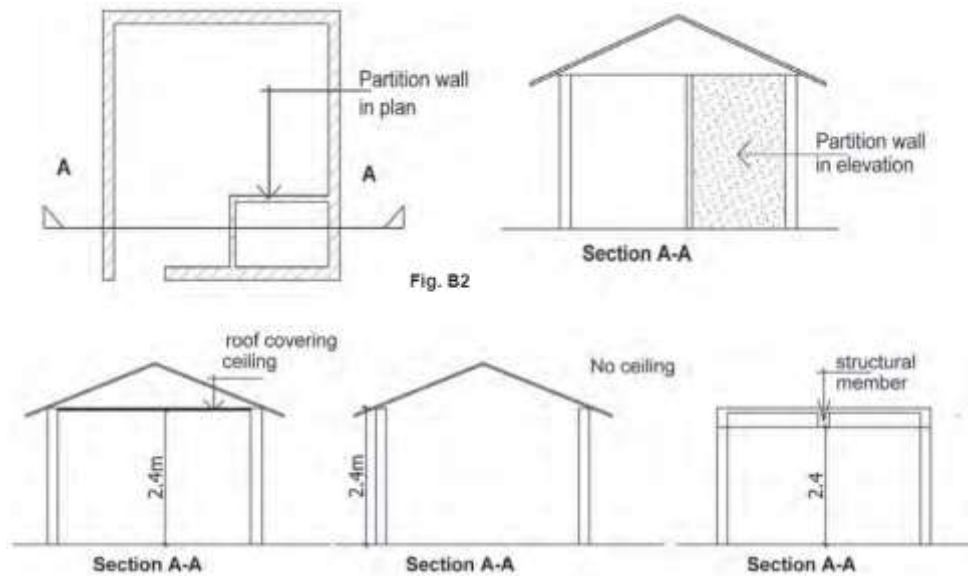 Partition wall
in plan
A
A
Partition wall
in elevation
Section A-A
Fig. B2
roof covering
ceiling
No ceiling
structural
member
2.4m
2.4m
2.4
Section A-A
Section A-A
Section A-A